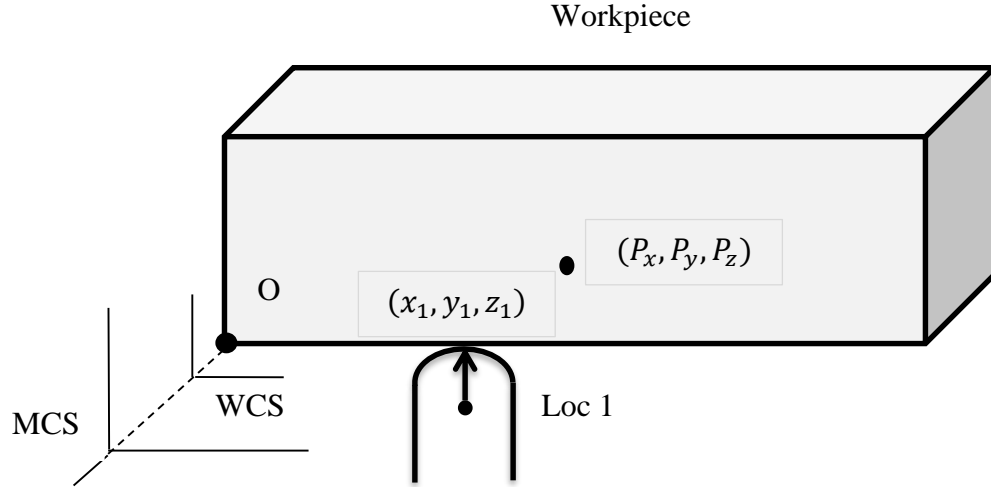 Workpiece
(P_x, P_y, P_z)
O
(x_1, y_1, z_1)
WCS
Loc 1
MCS